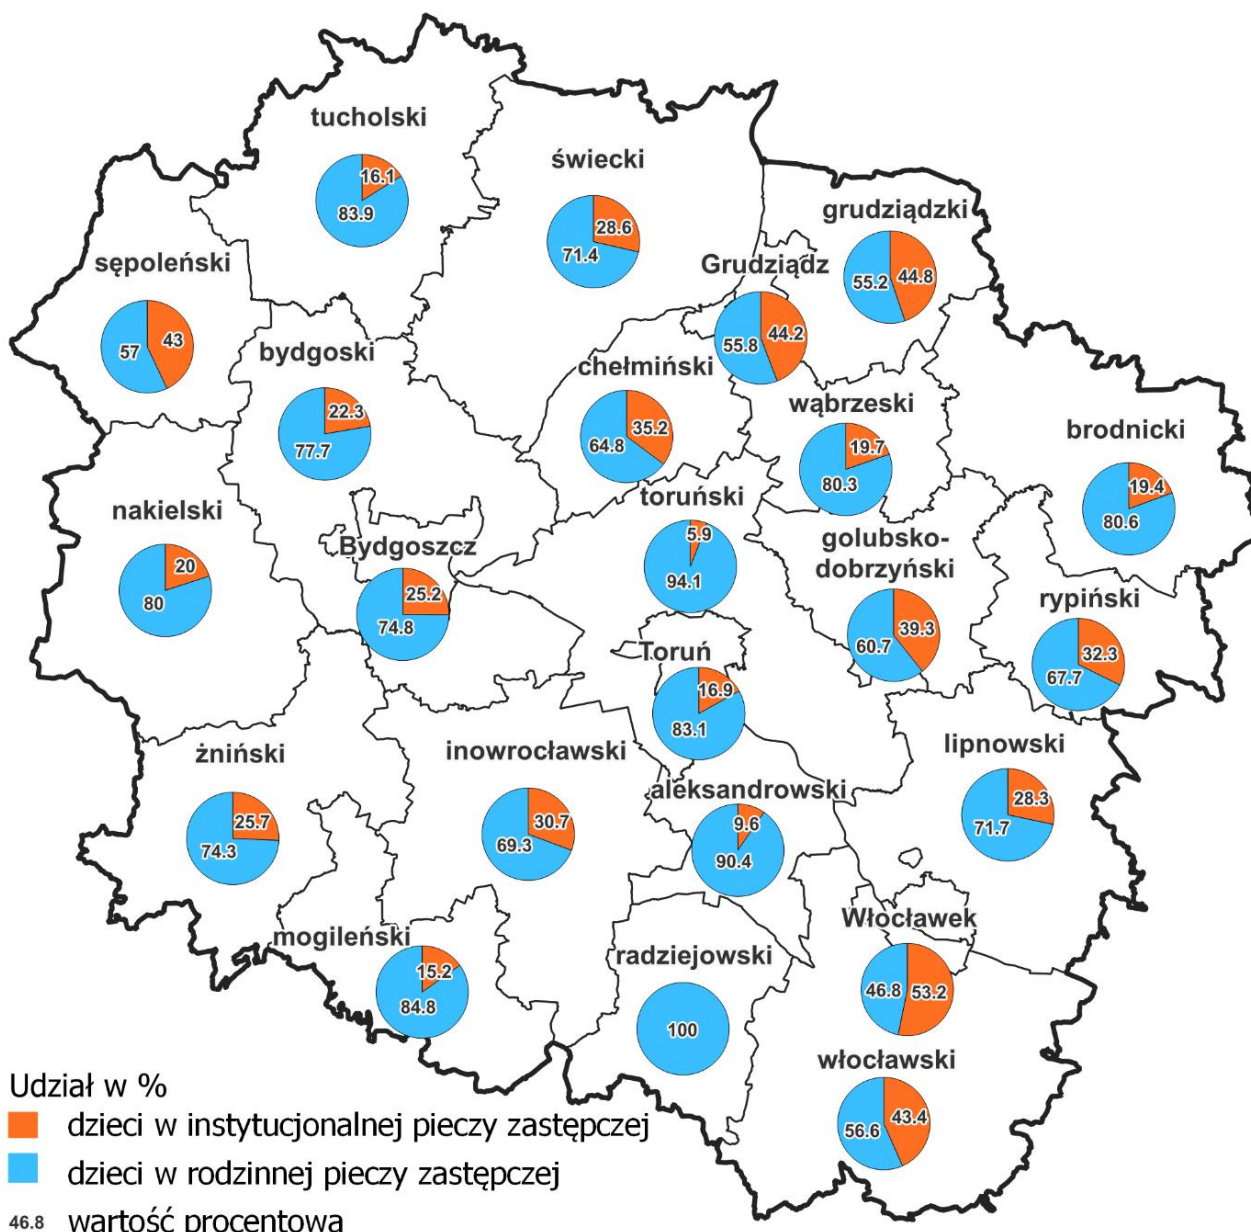 tucholski
16.1
83.9
świecki
28.6
71.4
grudziądzki
44.8
55.2
sępoleński
43
57
Grudziądz
44.2
55.8
bydgoski
22.3
77.7
chełmiński
35.2
64.8
wąbrzeski
19.7
80.3
brodnicki
19.4
80.6
nakielski
20
80
toruński
5.9
94.1
Bydgoszcz
25.2
74.8
golubsko-
dobrzyński
39.3
60.7
rypiński
32.3
67.7
Toruń
16.9
83.1
żniński
25.7
74.3
inowrocławski
30.7
69.3
lipnowski
28.3
71.7
aleksandrowski
9.6
90.4
mogileński
15.2
84.8
radziejowski
100
Włocławek
46.8
53.2
włocławski
43.4
56.6
Udział w %
dzieci w instytucjonalnej pieczy zastępczej
dzieci w rodzinnej pieczy zastępczej
46.8 wartość procentowa